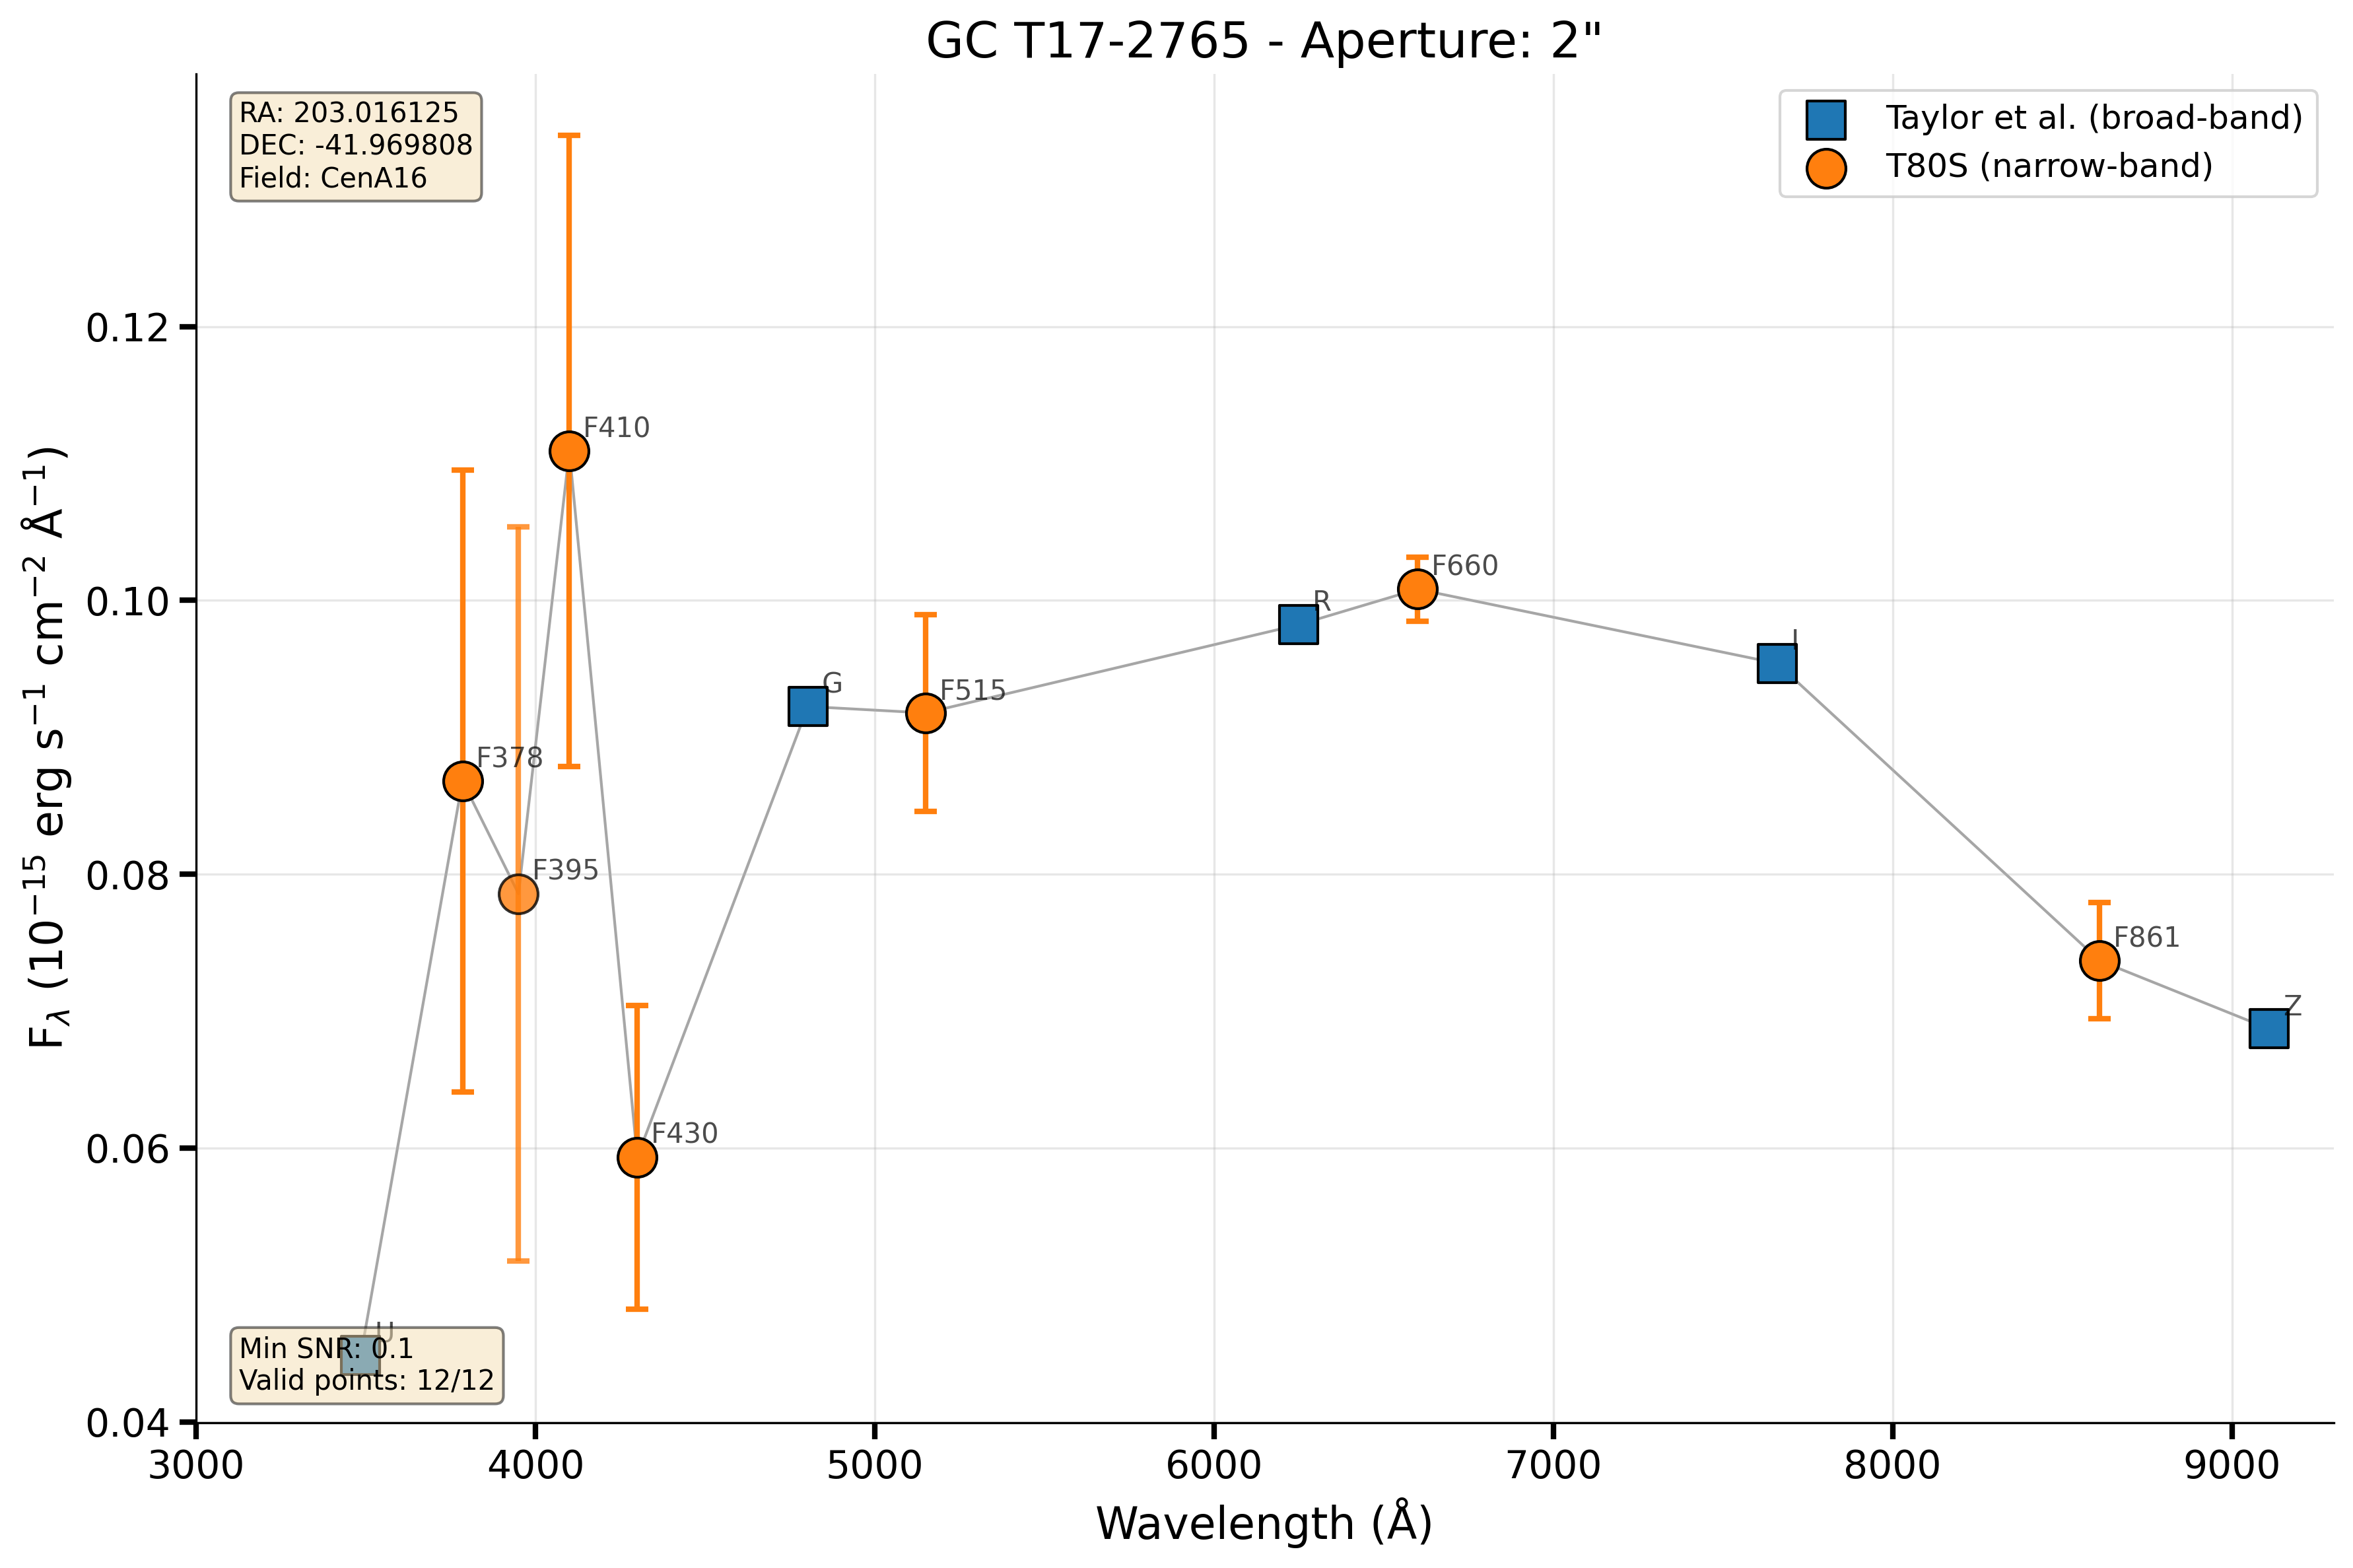 GC T17-2765 - Aperture: 2"
RA: 203.016125
DEC: -41.969808
Field: CenA16
Taylor et al. (broad-band)
T80S (narrow-band)
F410
F378
F395
F430
G
F515
R
F660
I
F861
Z
U
Min SNR: 0.1
Valid points: 12/12
0.12
0.10
0.08
0.06
0.04
F_λ (10⁻¹⁵ erg s⁻¹ cm⁻² Å⁻¹)
3000 4000 5000 6000 7000 8000 9000
Wavelength (Å)